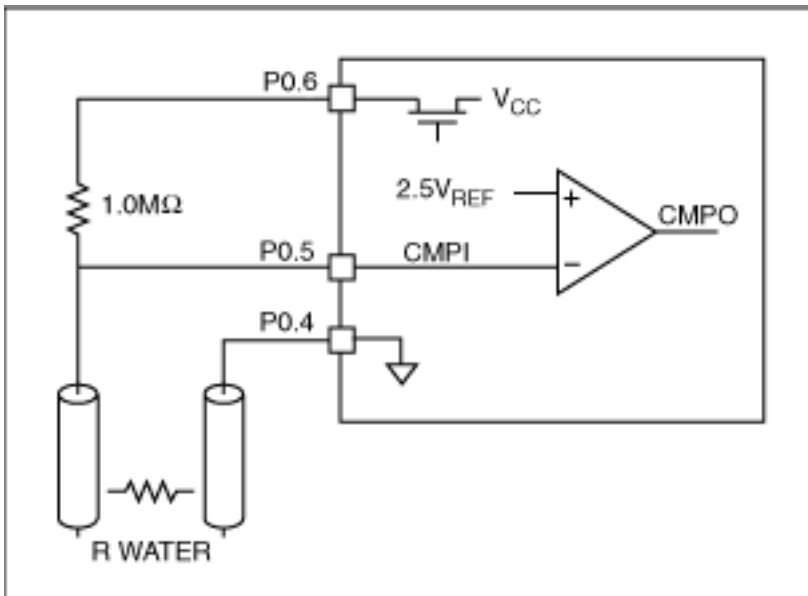 P0.6
VCC
1.0MΩ
2.5VREF
+
CMPO
P0.5
CMPI
−
P0.4
R WATER